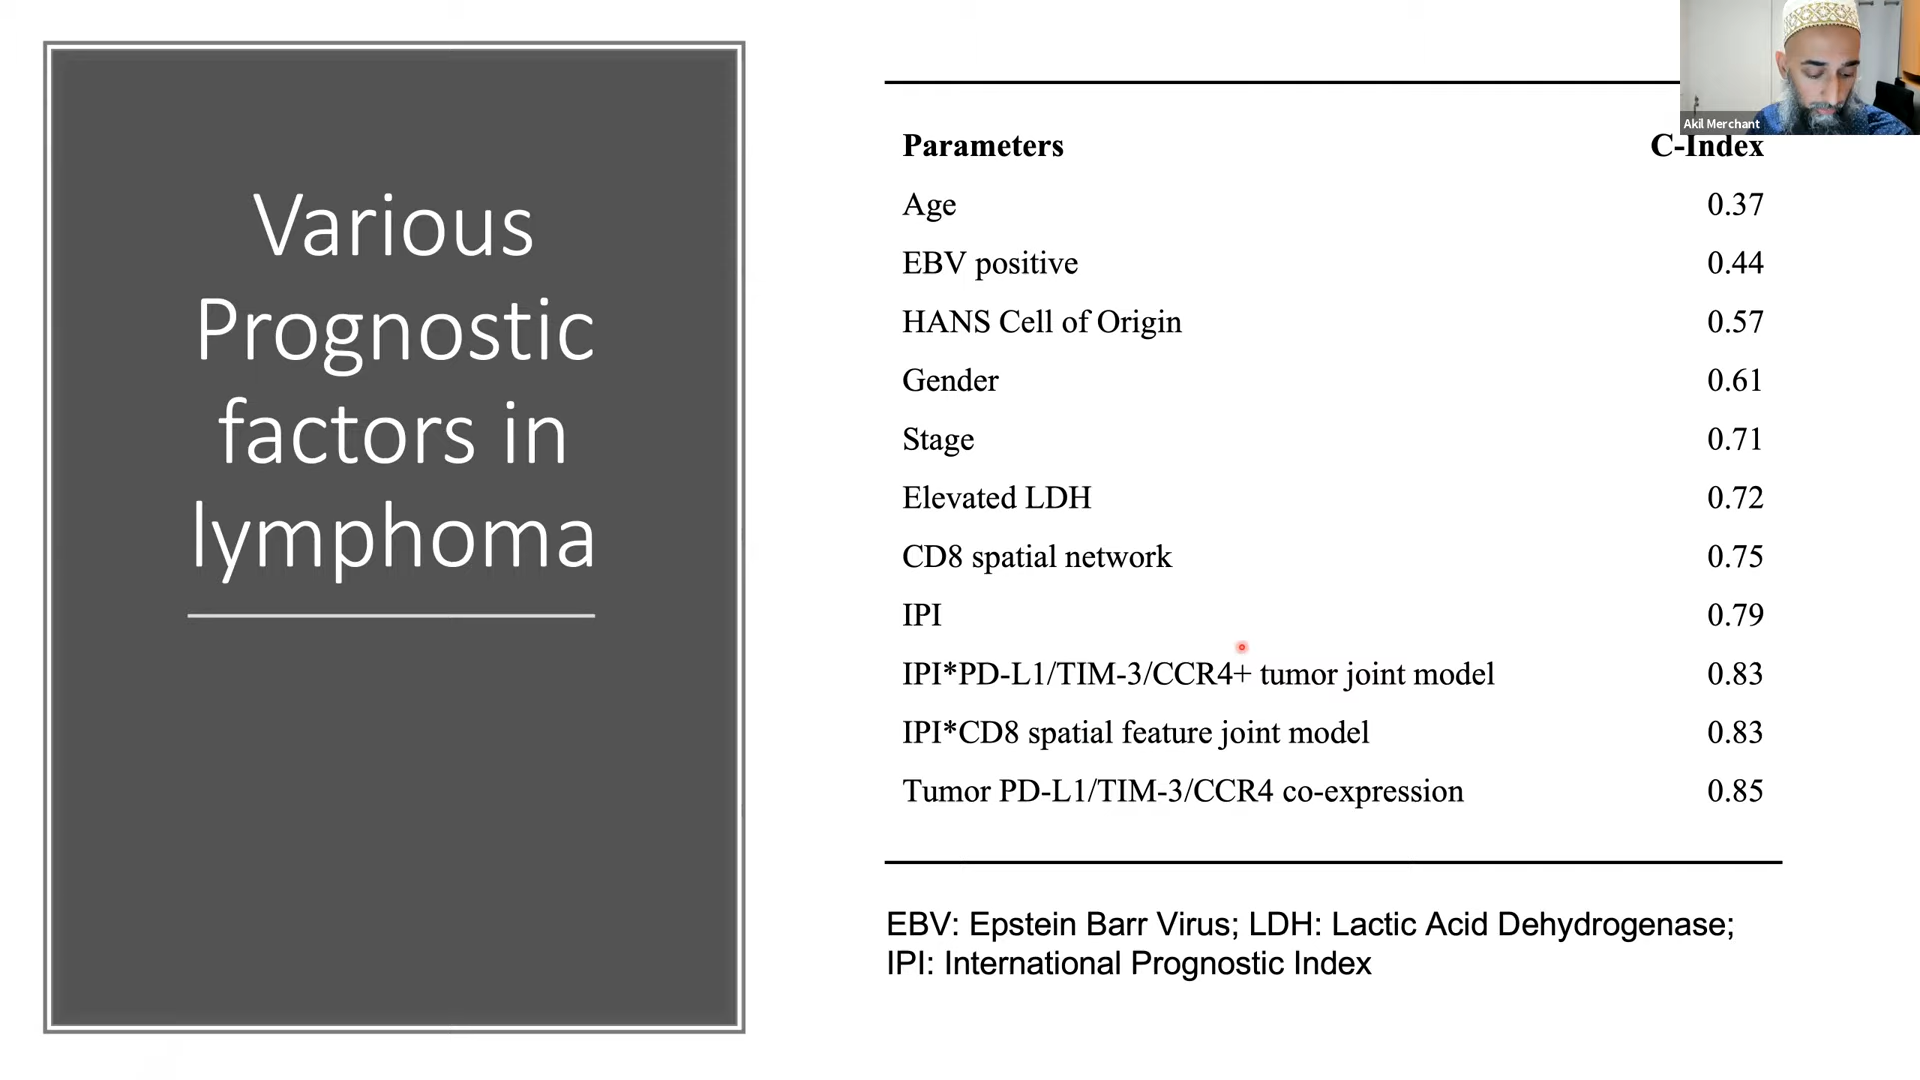 Various
Prognostic
factors in
lymphoma
Akil Merchant
Parameters C-Index
Age 0.37
EBV positive 0.44
HANS Cell of Origin 0.57
Gender 0.61
Stage 0.71
Elevated LDH 0.72
CD8 spatial network 0.75
IPI 0.79
IPI*PD-L1/TIM-3/CCR4+ tumor joint model 0.83
IPI*CD8 spatial feature joint model 0.83
Tumor PD-L1/TIM-3/CCR4 co-expression 0.85
EBV: Epstein Barr Virus; LDH: Lactic Acid Dehydrogenase;
IPI: International Prognostic Index